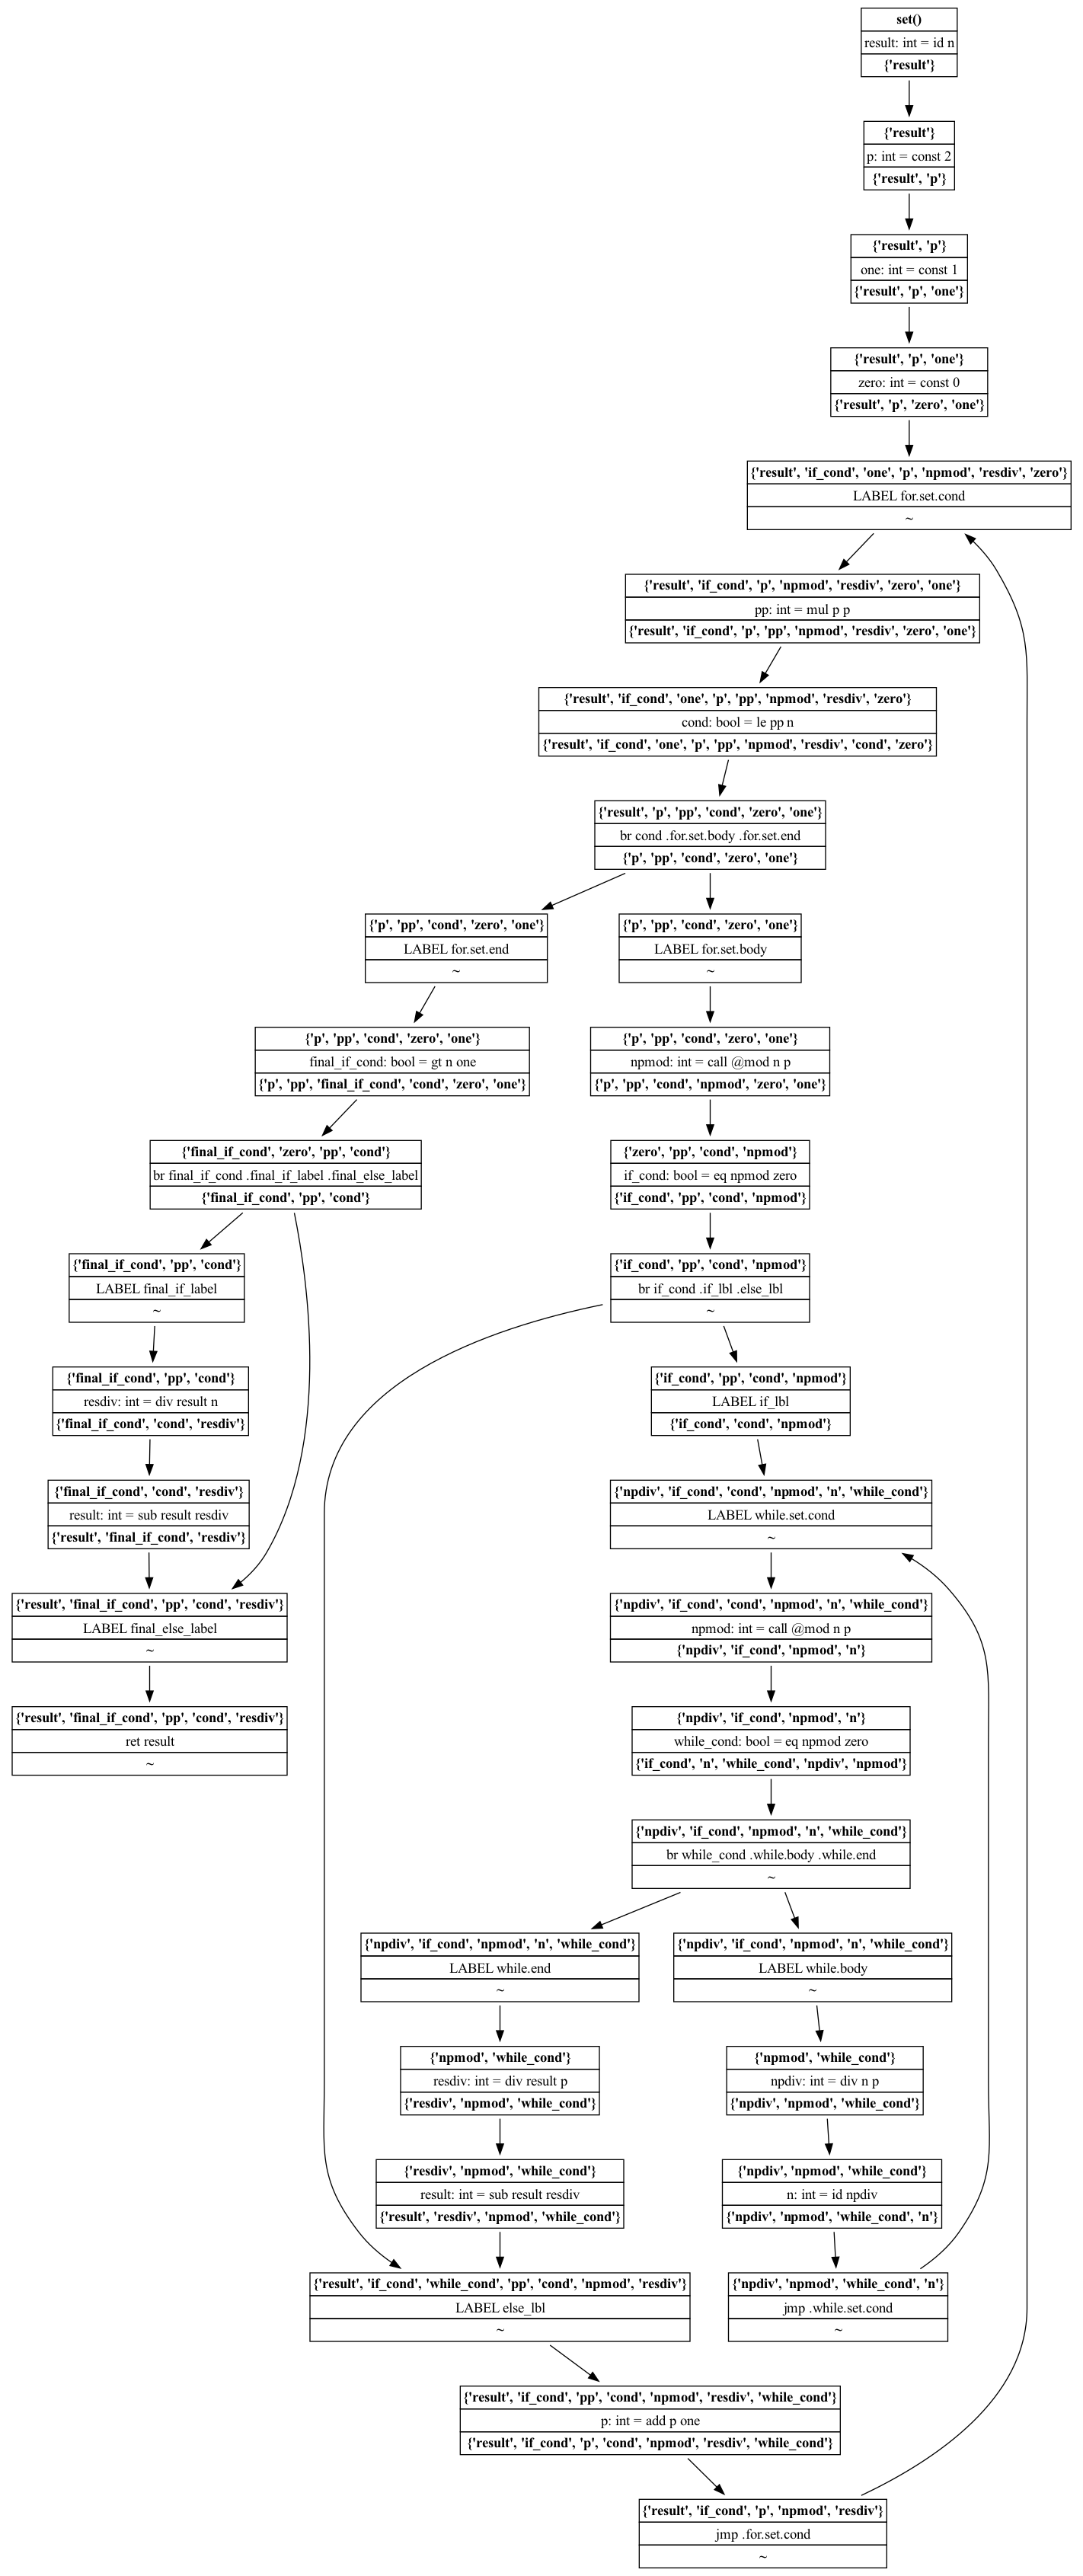 set()
result: int = id n
{'result'}
{'result'}
p: int = const 2
{'result', 'p'}
{'result', 'p'}
one: int = const 1
{'result', 'p', 'one'}
{'result', 'p', 'one'}
zero: int = const 0
{'result', 'p', 'zero', 'one'}
{'result', 'if_cond', 'one', 'p', 'npmod', 'resdiv', 'zero'}
LABEL for.set.cond
~
{'result', 'if_cond', 'p', 'npmod', 'resdiv', 'zero', 'one'}
pp: int = mul p p
{'result', 'if_cond', 'p', 'pp', 'npmod', 'resdiv', 'zero', 'one'}
{'result', 'if_cond', 'one', 'p', 'pp', 'npmod', 'resdiv', 'zero'}
cond: bool = le pp n
{'result', 'if_cond', 'one', 'p', 'pp', 'npmod', 'resdiv', 'cond', 'zero'}
{'result', 'p', 'pp', 'cond', 'zero', 'one'}
br cond .for.set.body .for.set.end
{'p', 'pp', 'cond', 'zero', 'one'}
{'p', 'pp', 'cond', 'zero', 'one'}
LABEL for.set.end
~
{'p', 'pp', 'cond', 'zero', 'one'}
LABEL for.set.body
~
{'p', 'pp', 'cond', 'zero', 'one'}
final_if_cond: bool = gt n one
{'p', 'pp', 'final_if_cond', 'cond', 'zero', 'one'}
{'p', 'pp', 'cond', 'zero', 'one'}
npmod: int = call @mod n p
{'p', 'pp', 'cond', 'npmod', 'zero', 'one'}
{'final_if_cond', 'zero', 'pp', 'cond'}
br final_if_cond .final_if_label .final_else_label
{'final_if_cond', 'pp', 'cond'}
{'zero', 'pp', 'cond', 'npmod'}
if_cond: bool = eq npmod zero
{'if_cond', 'pp', 'cond', 'npmod'}
{'final_if_cond', 'pp', 'cond'}
LABEL final_if_label
~
{'if_cond', 'pp', 'cond', 'npmod'}
br if_cond .if_lbl .else_lbl
~
{'final_if_cond', 'pp', 'cond'}
resdiv: int = div result n
{'final_if_cond', 'cond', 'resdiv'}
{'if_cond', 'pp', 'cond', 'npmod'}
LABEL if_lbl
{'if_cond', 'cond', 'npmod'}
{'final_if_cond', 'cond', 'resdiv'}
result: int = sub result resdiv
{'result', 'final_if_cond', 'resdiv'}
{'npdiv', 'if_cond', 'cond', 'npmod', 'n', 'while_cond'}
LABEL while.set.cond
~
{'result', 'final_if_cond', 'pp', 'cond', 'resdiv'}
LABEL final_else_label
~
{'npdiv', 'if_cond', 'cond', 'npmod', 'n', 'while_cond'}
npmod: int = call @mod n p
{'npdiv', 'if_cond', 'npmod', 'n'}
{'result', 'final_if_cond', 'pp', 'cond', 'resdiv'}
ret result
~
{'npdiv', 'if_cond', 'npmod', 'n'}
while_cond: bool = eq npmod zero
{'if_cond', 'n', 'while_cond', 'npdiv', 'npmod'}
{'npdiv', 'if_cond', 'npmod', 'n', 'while_cond'}
br while_cond .while.body .while.end
~
{'npdiv', 'if_cond', 'npmod', 'n', 'while_cond'}
LABEL while.end
~
{'npdiv', 'if_cond', 'npmod', 'n', 'while_cond'}
LABEL while.body
~
{'npmod', 'while_cond'}
resdiv: int = div result p
{'resdiv', 'npmod', 'while_cond'}
{'npmod', 'while_cond'}
npdiv: int = div n p
{'npdiv', 'npmod', 'while_cond'}
{'resdiv', 'npmod', 'while_cond'}
result: int = sub result resdiv
{'result', 'resdiv', 'npmod', 'while_cond'}
{'npdiv', 'npmod', 'while_cond'}
n: int = id npdiv
{'npdiv', 'npmod', 'while_cond', 'n'}
{'result', 'if_cond', 'while_cond', 'pp', 'cond', 'npmod', 'resdiv'}
LABEL else_lbl
~
{'npdiv', 'npmod', 'while_cond', 'n'}
jmp .while.set.cond
~
{'result', 'if_cond', 'pp', 'cond', 'npmod', 'resdiv', 'while_cond'}
p: int = add p one
{'result', 'if_cond', 'p', 'cond', 'npmod', 'resdiv', 'while_cond'}
{'result', 'if_cond', 'p', 'npmod', 'resdiv'}
jmp .for.set.cond
~